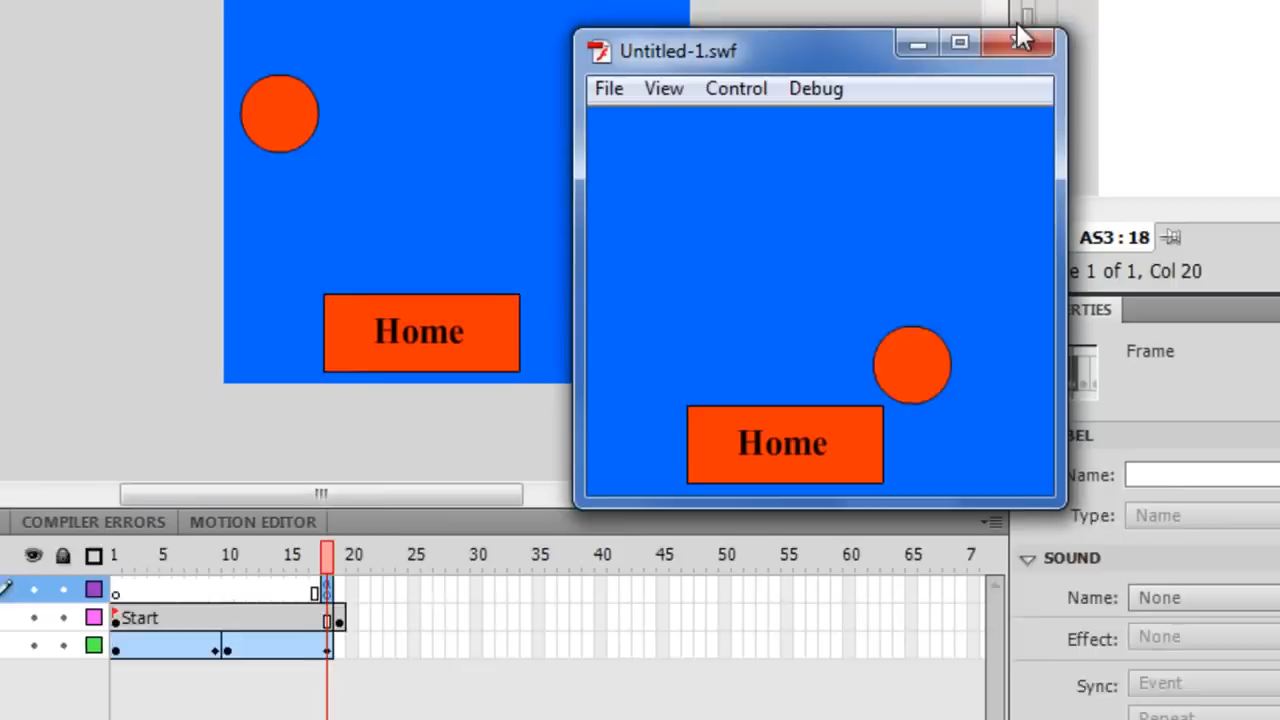 Untitled-1.swf
File View Control Debug
AS3:18
e 1 of 1, Col 20
ERTIES
Frame
Home
Home
BEL
Name:
Type: Name
COMPILER ERRORS MOTION EDITOR
1 5 10 15 20 25 30 35 40 45 50 55 60 65 7
SOUND
Start
Name: None
Effect: None
Sync: Event
Repeat